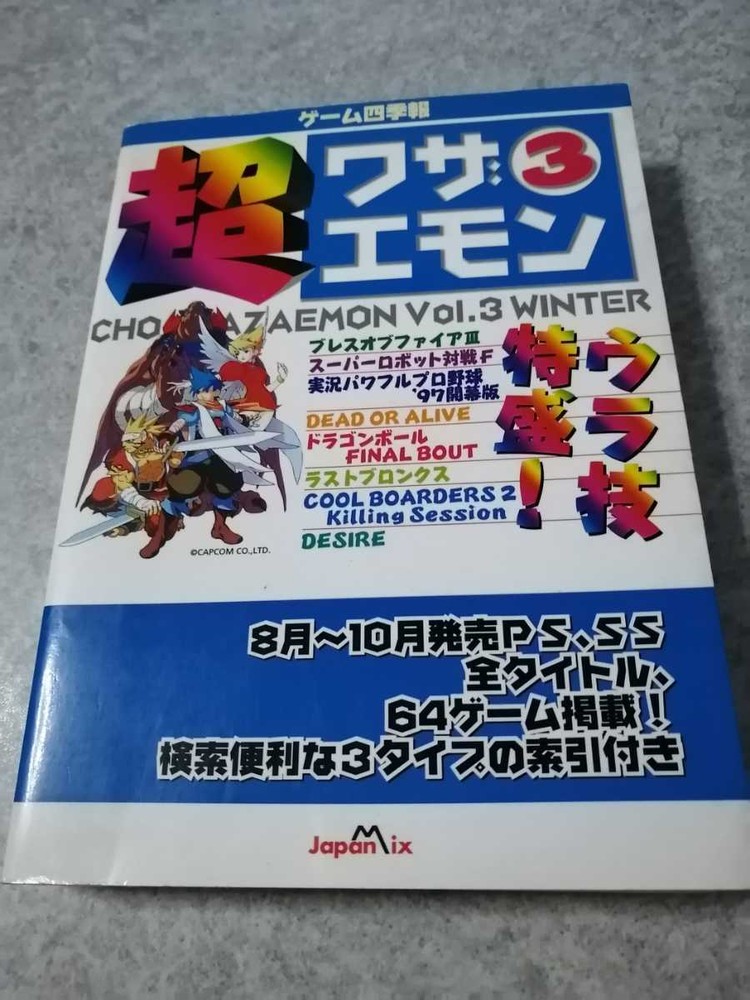 ゲーム四季報
超ワザ
エモン
3
CHO AZAEMON Vol.3 WINTER
ブレスオブファイアⅢ
スーパーロボット対戦F
実況パワフルプロ野球
'97開幕版
DEAD OR ALIVE
ドラゴンボール
FINAL BOUT
ラストブロンクス
COOL BOARDERS 2
Killing Session
DESIRE
ウラ技
特盛！
©CAPCOM CO.,LTD.
8月～10月発売PS、SS
全タイトル、
64ゲーム掲載！
検索便利な3タイプの索引付き
JapanMix